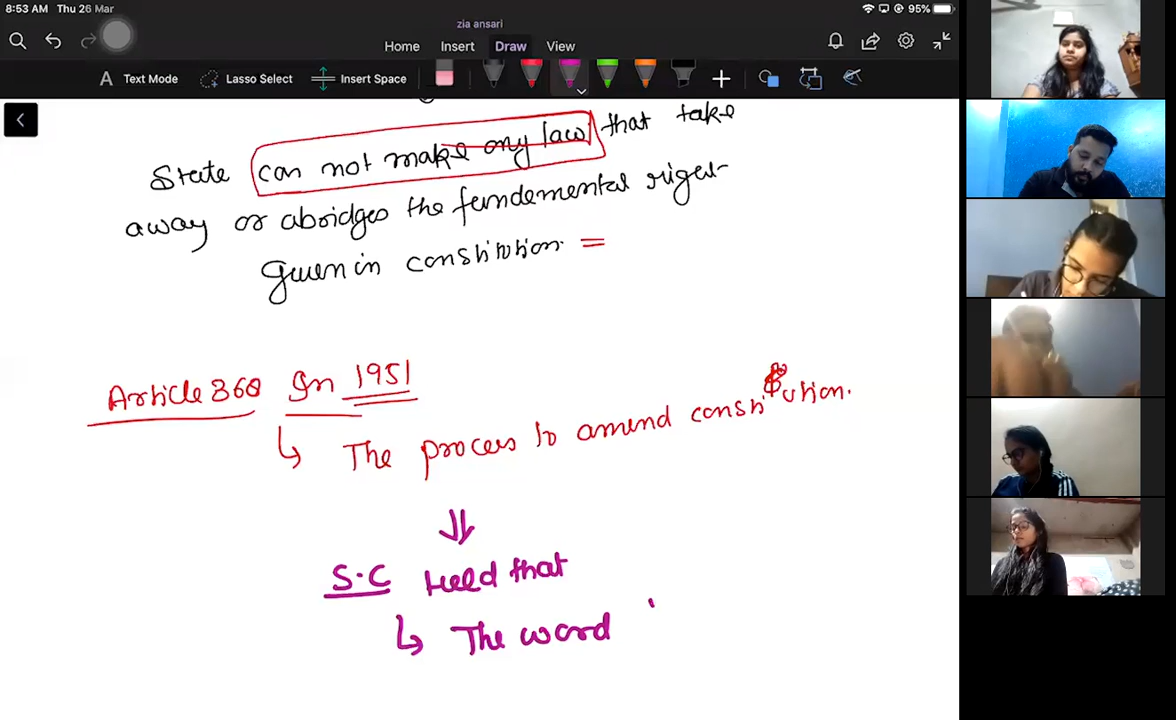 8:53 AM Thu 26 Mar
95%
zia ansari
Home Insert Draw View
Text Mode Lasso Select Insert Space
State can not make any law that take
away or abridges the fundemental right
given in constitution =
Article 368 In 1951
The process to amend constitution.
S.C Held that
The word '